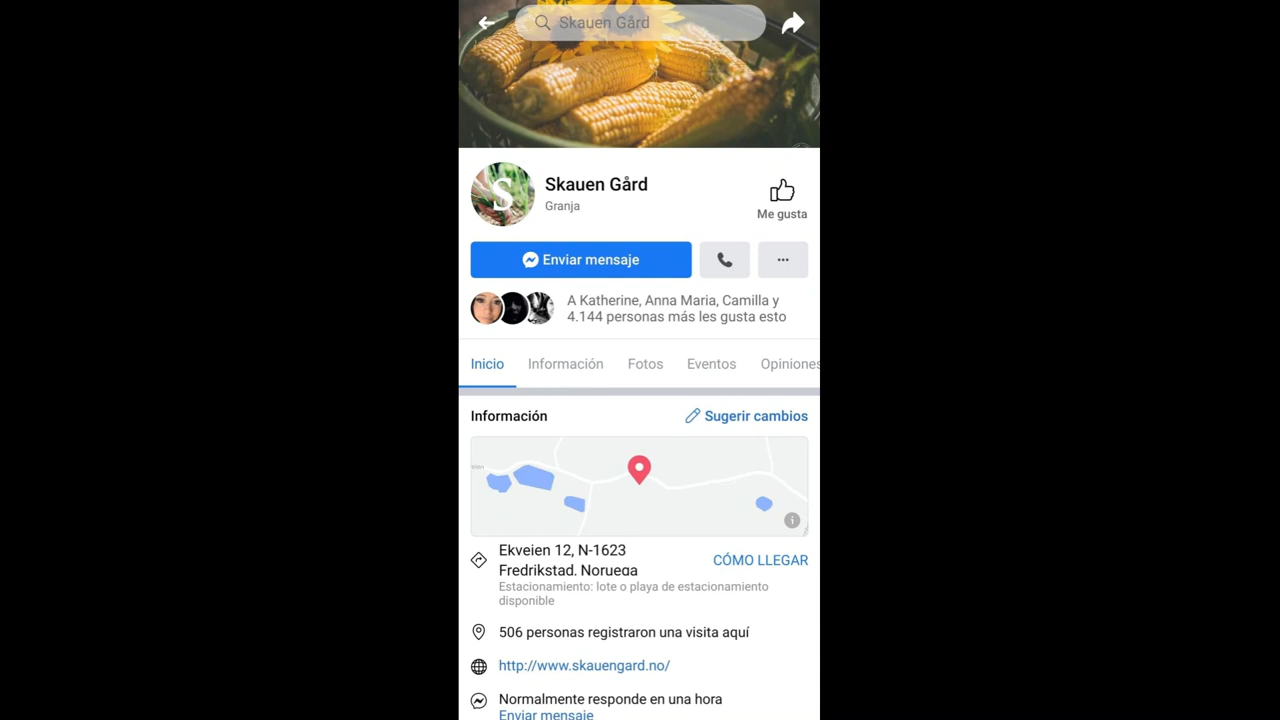 Skauen Gård
S
Skauen Gård
Granja
Me gusta
Enviar mensaje
A Katherine, Anna Maria, Camilla y
4.144 personas más les gusta esto
Inicio Información Fotos Eventos Opiniones
Información Sugerir cambios
Ekveien 12, N-1623
Fredrikstad, Noruega
CÓMO LLEGAR
Estacionamiento: lote o playa de estacionamiento
disponible
506 personas registraron una visita aquí
http://www.skauengard.no/
Normalmente responde en una hora
Enviar mensaje